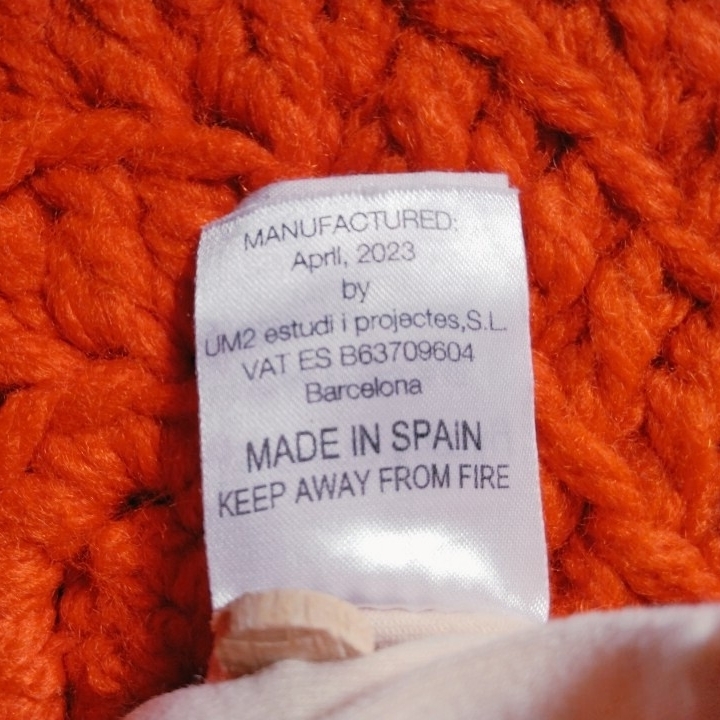 MANUFACTURED:
April, 2023
by
UM2 estudi i projectes,S.L.
VAT ES B63709604
Barcelona
MADE IN SPAIN
KEEP AWAY FROM FIRE